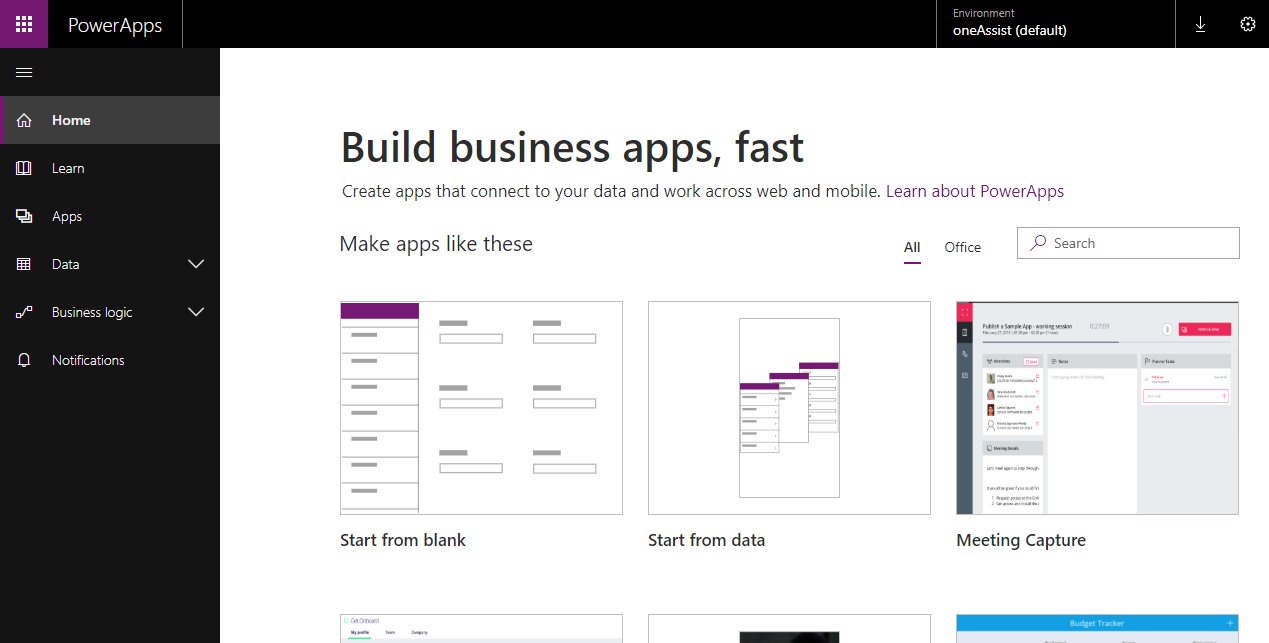 PowerApps
Environment
oneAssist (default)
Home
Learn
Apps
Data
Business logic
Notifications
Build business apps, fast
Create apps that connect to your data and work across web and mobile. Learn about PowerApps
Make apps like these
All
Office
Search
Publish a Sample App - working session
0:27:09
Attendees
Notes
Planner Tasks
Meeting Details
Start from blank
Start from data
Meeting Capture
Get Onboard
My profile
Team
Company
Budget Tracker